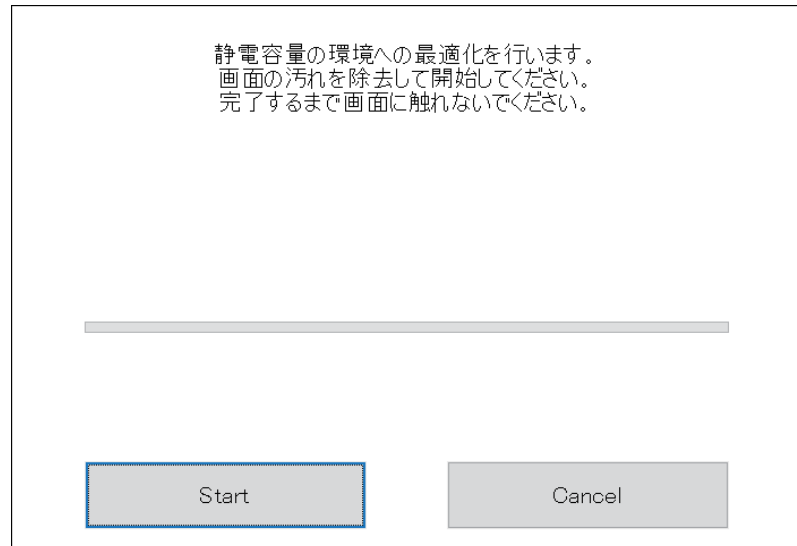 静電容量の環境への最適化を行います。
画面の汚れを除去して開始してください。
完了するまで画面に触れないでください。
Start
Cancel